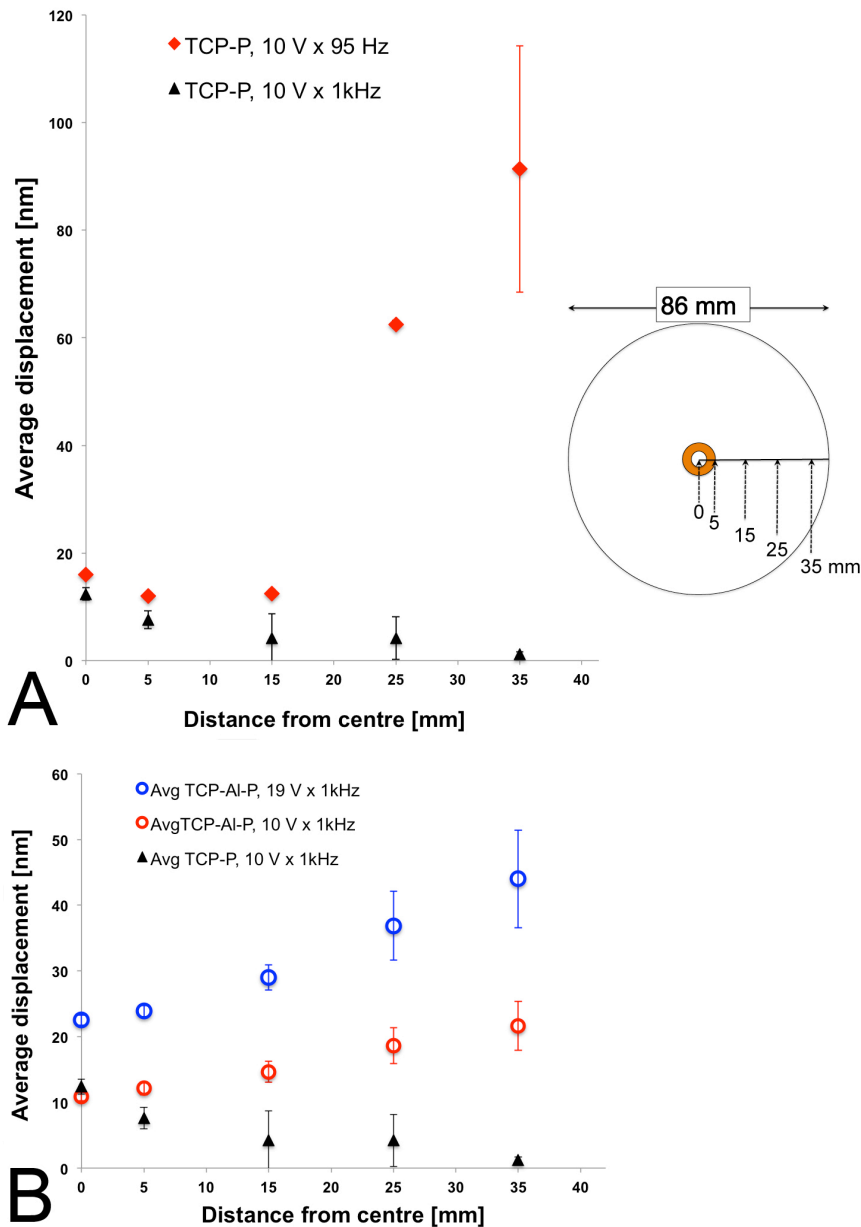 120
100
80
60
40
20
0
Average displacement [nm]
TCP-P, 10 V x 95 Hz
TCP-P, 10 V x 1kHz
0 5 10 15 20 25 30 35 40
Distance from centre [mm]
A
86 mm
0
5
15
25
35 mm
60
50
40
30
20
10
0
Average displacement [nm]
Avg TCP-Al-P, 19 V x 1kHz
AvgTCP-Al-P, 10 V x 1kHz
Avg TCP-P, 10 V x 1kHz
0 5 10 15 20 25 30 35 40
Distance from centre [mm]
B